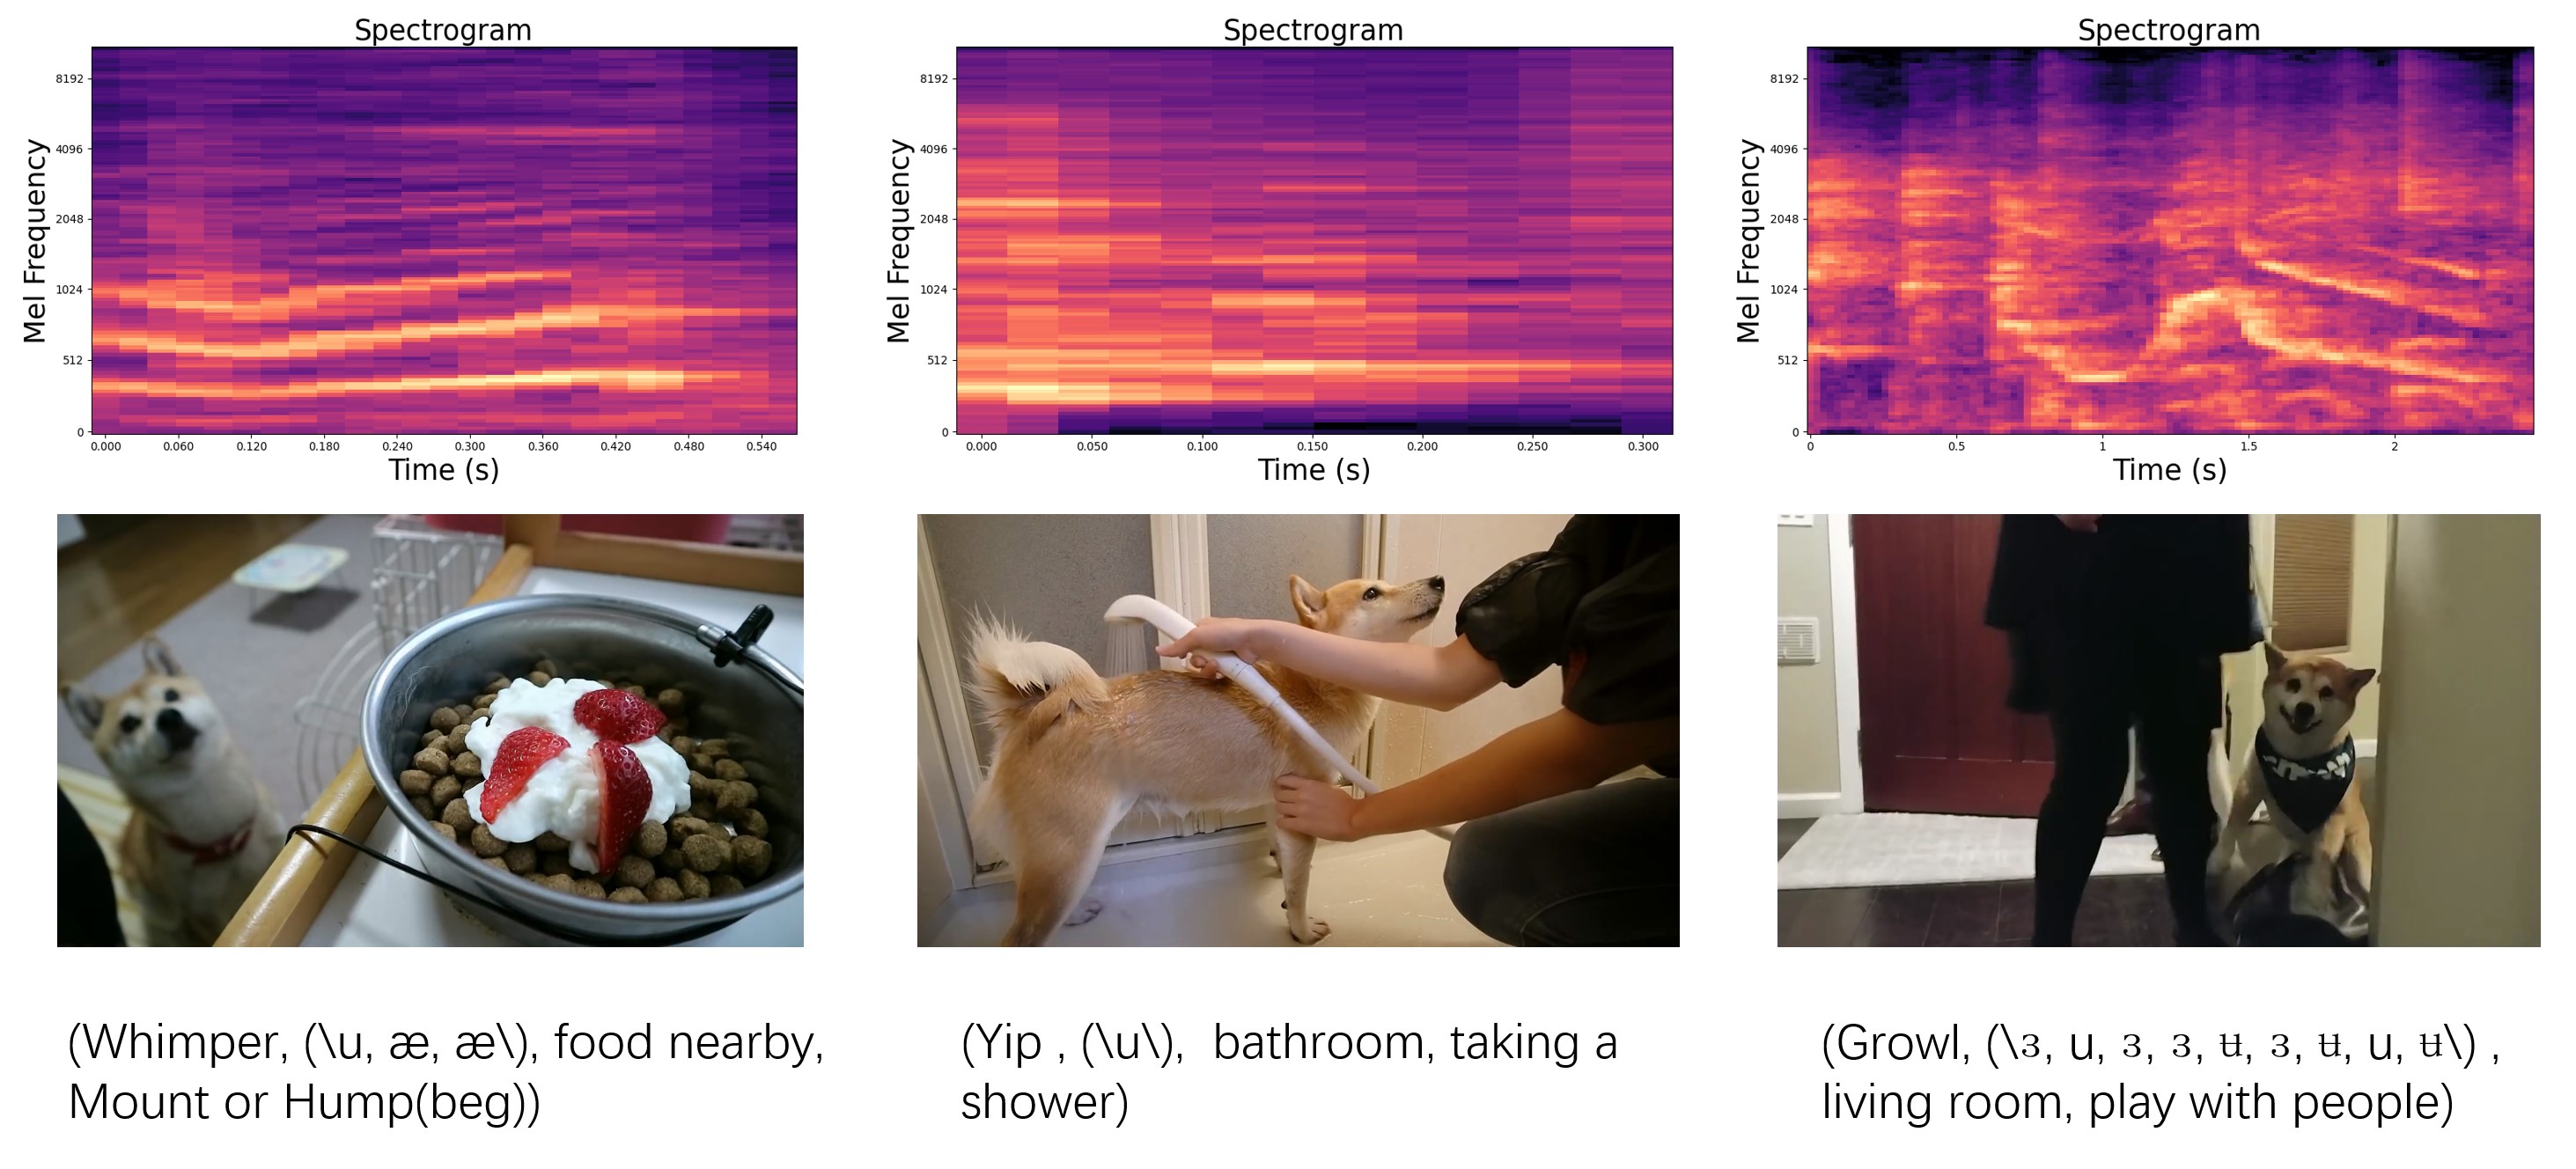 Spectrogram
Mel Frequency
8192
4096
2048
1024
512
0
0.000 0.060 0.120 0.180 0.240 0.300 0.360 0.420 0.480 0.540
Time (s)
Spectrogram
Mel Frequency
8192
4096
2048
1024
512
0
0.000 0.050 0.100 0.150 0.200 0.250 0.300
Time (s)
Spectrogram
Mel Frequency
8192
4096
2048
1024
512
0
0 0.5 1 1.5 2
Time (s)
(Whimper, (\u, æ, æ\), food nearby,
Mount or Hump(beg))
(Yip , (\u\), bathroom, taking a
shower)
(Growl, (\ɜ, u, ɜ, ɜ, ʉ, ɜ, ʉ, u, ʉ\) ,
living room, play with people)